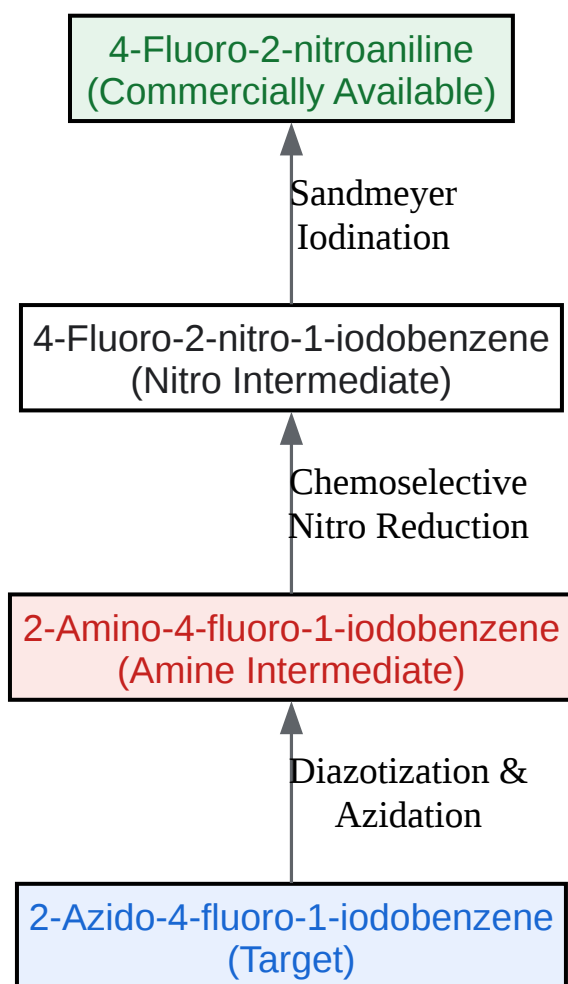 4-Fluoro-2-nitroaniline
(Commercially Available)
Sandmeyer
Iodination
4-Fluoro-2-nitro-1-iodobenzene
(Nitro Intermediate)
Chemoselective
Nitro Reduction
2-Amino-4-fluoro-1-iodobenzene
(Amine Intermediate)
Diazotization &
Azidation
2-Azido-4-fluoro-1-iodobenzene
(Target)